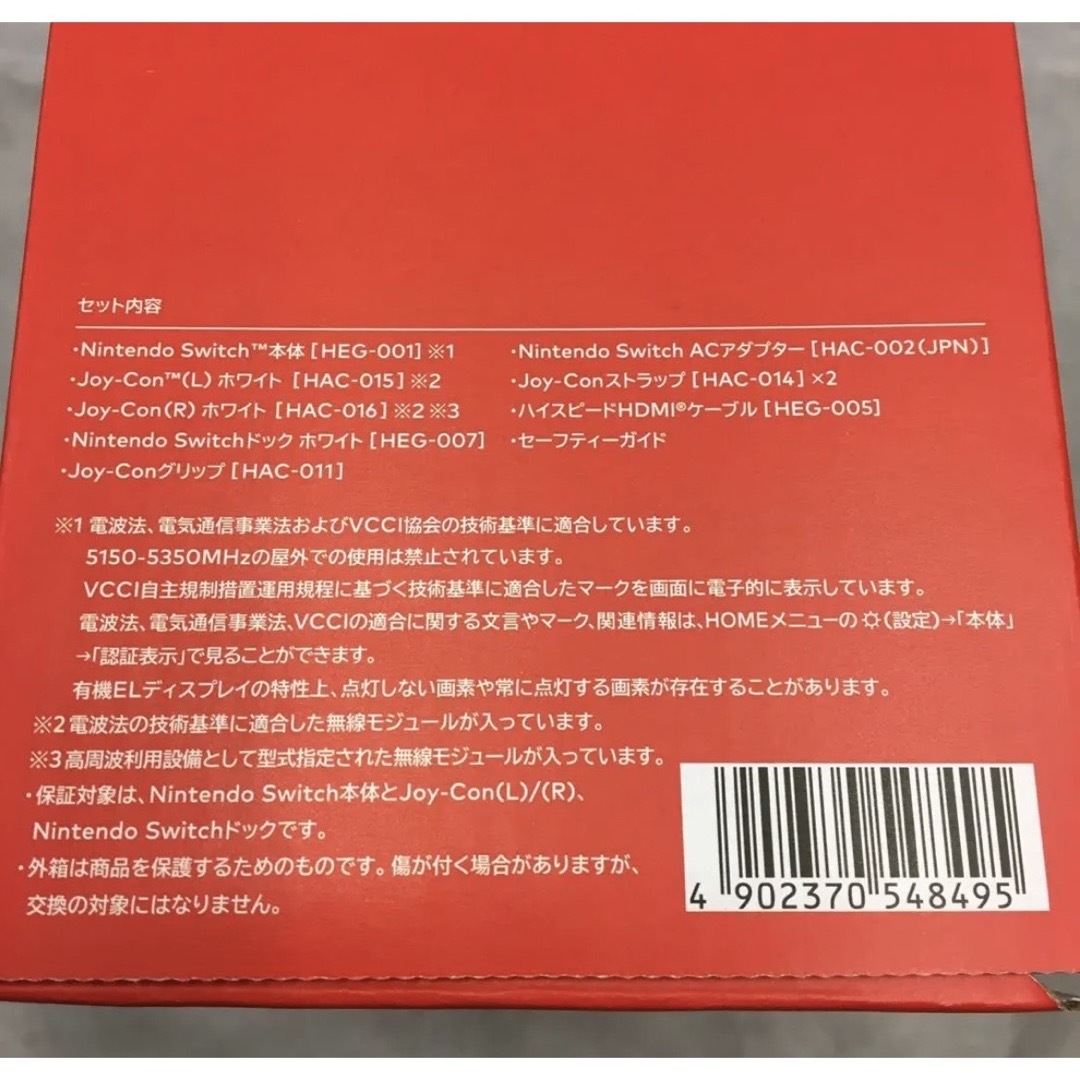 セット内容
・Nintendo Switch™本体[HEG-001]※1
・Joy-Con™(L) ホワイト [HAC-015]※2
・Joy-Con(R) ホワイト [HAC-016]※2 ※3
・Nintendo Switchドック ホワイト[HEG-007]
・Joy-Conグリップ[HAC-011]
・Nintendo Switch ACアダプター[HAC-002(JPN)]
・Joy-Conストラップ[HAC-014]×2
・ハイスピードHDMI®ケーブル[HEG-005]
・セーフティーガイド
※1 電波法、電気通信事業法およびVCCI協会の技術基準に適合しています。
5150-5350MHzの屋外での使用は禁止されています。
VCCI自主規制措置運用規程に基づく技術基準に適合したマークを画面に電子的に表示しています。
電波法、電気通信事業法、VCCIの適合に関する文言やマーク、関連情報は、HOMEメニューの(設定)→「本体」
→「認証表示」で見ることができます。
有機ELディスプレイの特性上、点灯しない画素や常に点灯する画素が存在することがあります。
※2 電波法の技術基準に適合した無線モジュールが入っています。
※3 高周波利用設備として型式指定された無線モジュールが入っています。
・保証対象は、Nintendo Switch本体とJoy-Con(L)/(R)、
Nintendo Switchドックです。
・外箱は商品を保護するためのものです。傷が付く場合がありますが、
交換の対象にはなりません。
4 902370 548495